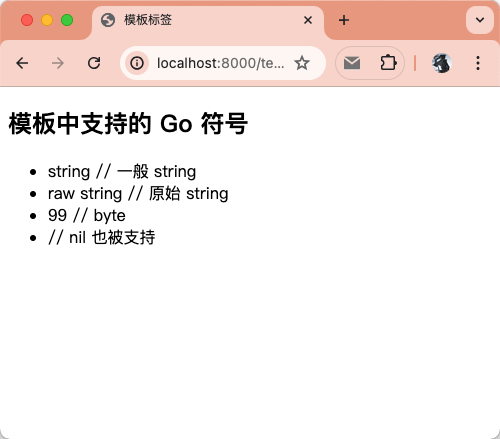 模板标签
localhost:8000/te...
模板中支持的 Go 符号
string // 一般 string
raw string // 原始 string
99 // byte
// nil 也被支持